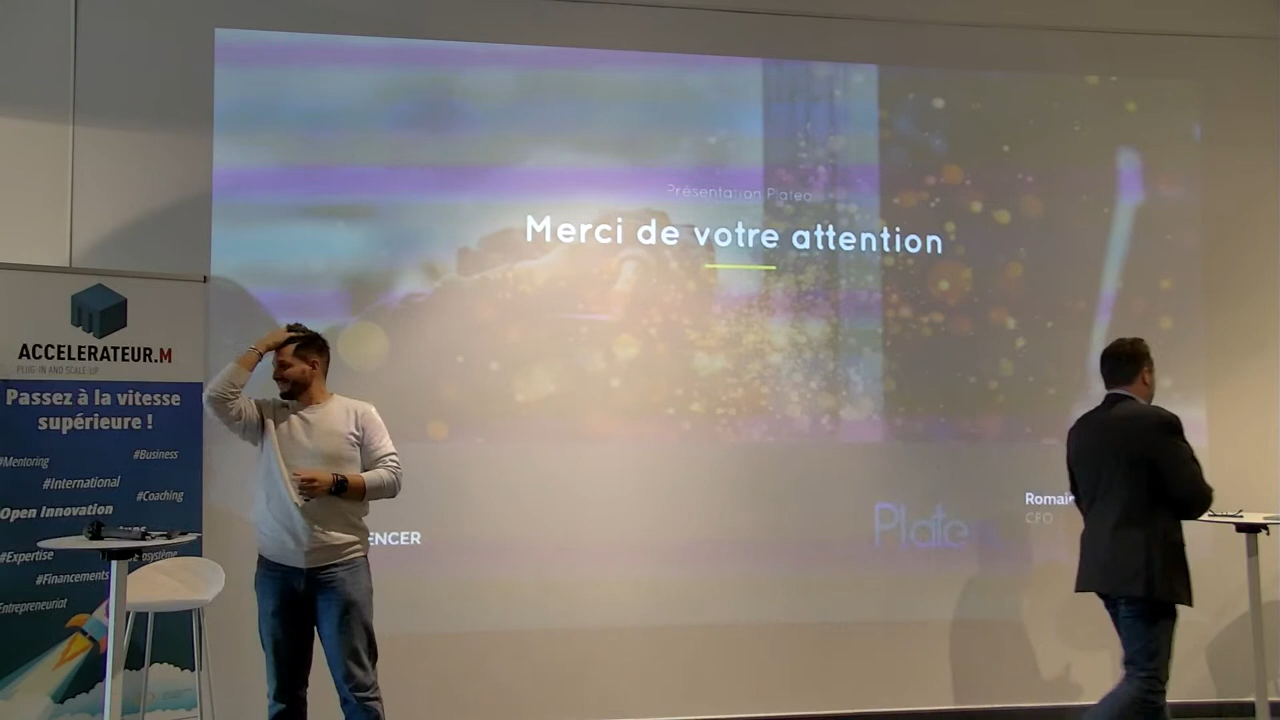 Présentation Plateo
Merci de votre attention
ACCELERATEUR.M
PLUG-IN AND SCALE-UP
Passez à la vitesse
supérieure !
#Mentoring
#Business
#International
#Coaching
Open Innovation
#Expertise
#Financements
Entrepreneuriat
ENCER
Plate
Romain
CFO